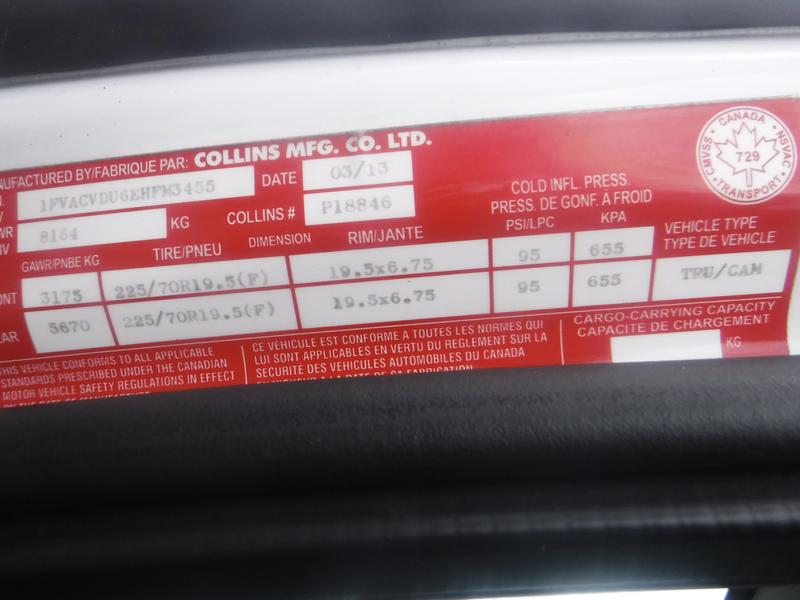 NUFACTURED BY/FABRIQUE PAR: COLLINS MFG. CO. LTD.
1FVACVDU6EHFM3455 DATE 03/13
8164 KG COLLINS # P18846
COLD INFL. PRESS.
PRESS. DE GONF. À FROID
GAWR/PNBE KG TIRE/PNEU DIMENSION RIM/JANTE PSI/LPC KPA VEHICLE TYPE
TYPE DE VEHICLE
3175 225/70R19.5(F) 19.5x6.75 95 655 TRU/CAM
5670 225/70R19.5(F) 19.5x6.75 95 655
CARGO-CARRYING CAPACITY
CAPACITE DE CHARGEMENT
KG
THIS VEHICLE CONFORMS TO ALL APPLICABLE
STANDARDS PRESCRIBED UNDER THE CANADIAN
MOTOR VEHICLE SAFETY REGULATIONS IN EFFECT
CE VEHICULE EST CONFORME A TOUTES LES NORMES QUI
LUI SONT APPLICABLES EN VERTU DU REGLEMENT SUR LA
SECURITE DES VEHICULES AUTOMOBILES DU CANADA
CANADA
CMVSS NSVAC
729
TRANSPORT